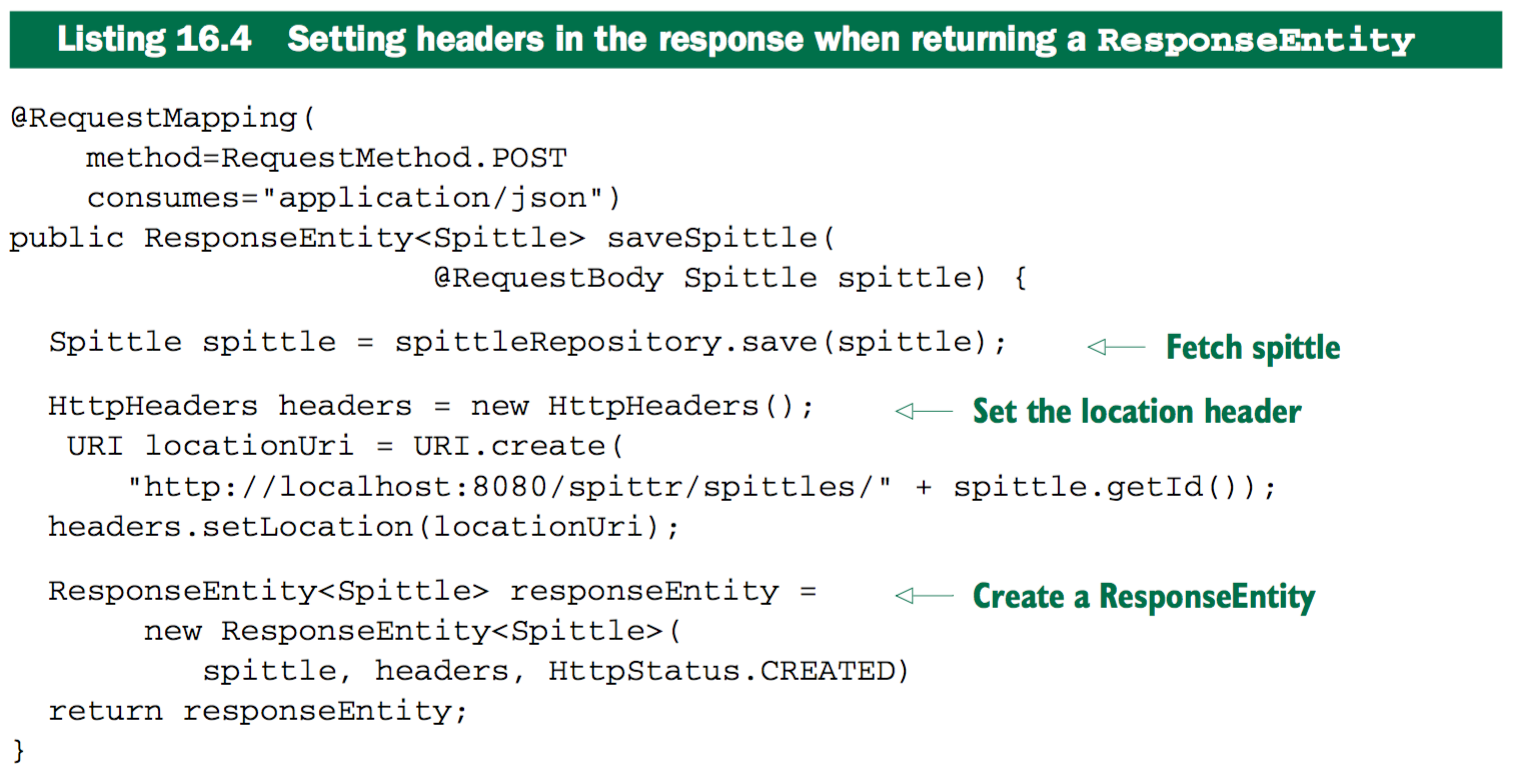 Listing 16.4 Setting headers in the response when returning a ResponseEntity
@RequestMapping(
method=RequestMethod.POST
consumes="application/json")
public ResponseEntity<Spittle> saveSpittle(
@RequestBody Spittle spittle) {
Spittle spittle = spittleRepository.save(spittle); Fetch spittle
HttpHeaders headers = new HttpHeaders(); Set the location header
URI locationUri = URI.create(
"http://localhost:8080/spittr/spittles/" + spittle.getId());
headers.setLocation(locationUri);
ResponseEntity<Spittle> responseEntity = Create a ResponseEntity
new ResponseEntity<Spittle>(
spittle, headers, HttpStatus.CREATED)
return responseEntity;
}